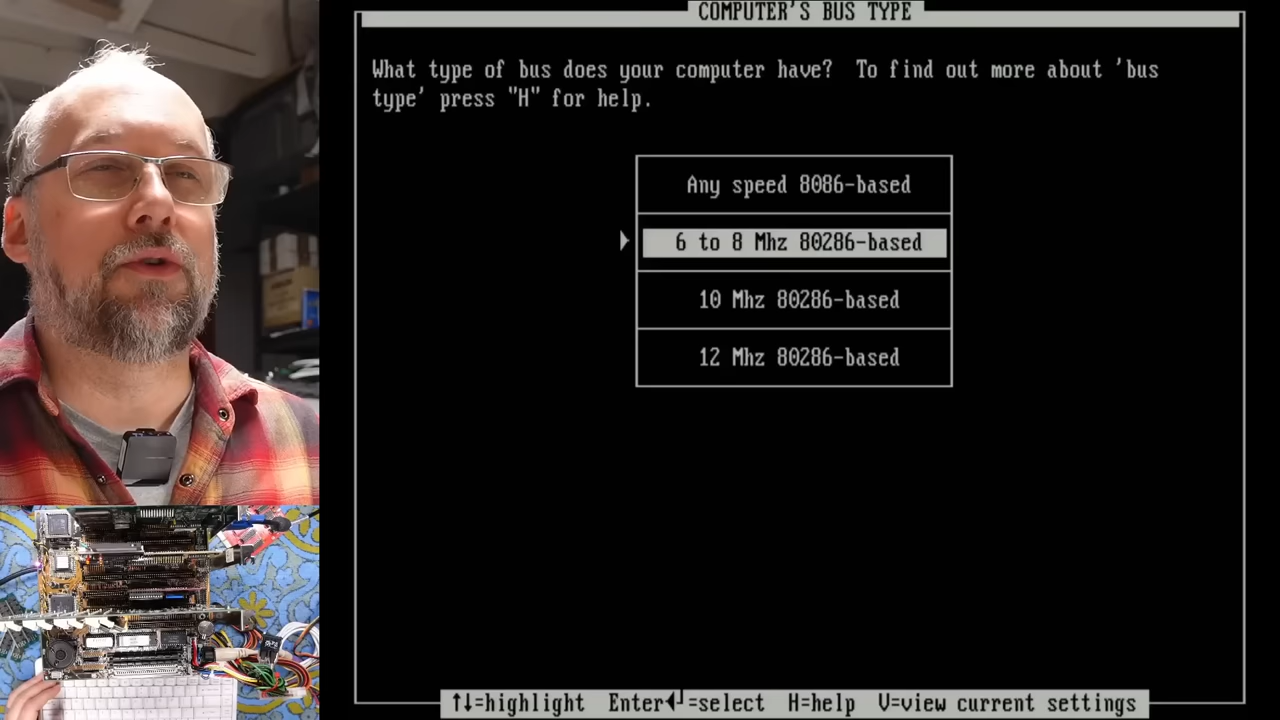 COMPUTER'S BUS TYPE
What type of bus does your computer have?  To find out more about 'bus
type' press "H" for help.
Any speed 8086-based
6 to 8 Mhz 80286-based
10 Mhz 80286-based
12 Mhz 80286-based
↑↓=highlight  Enter◄┘=select  H=help  V=view current settings